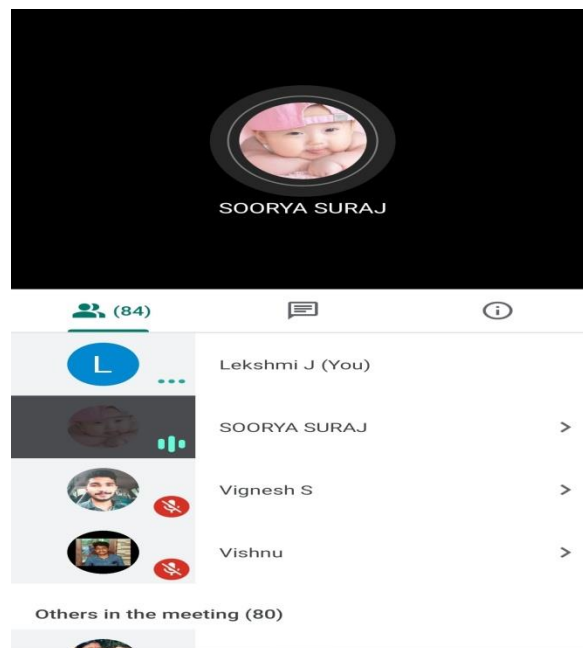 SOORYA SURAJ
(84)
L
Lekshmi J (You)
SOORYA SURAJ
Vignesh S
Vishnu
Others in the meeting (80)